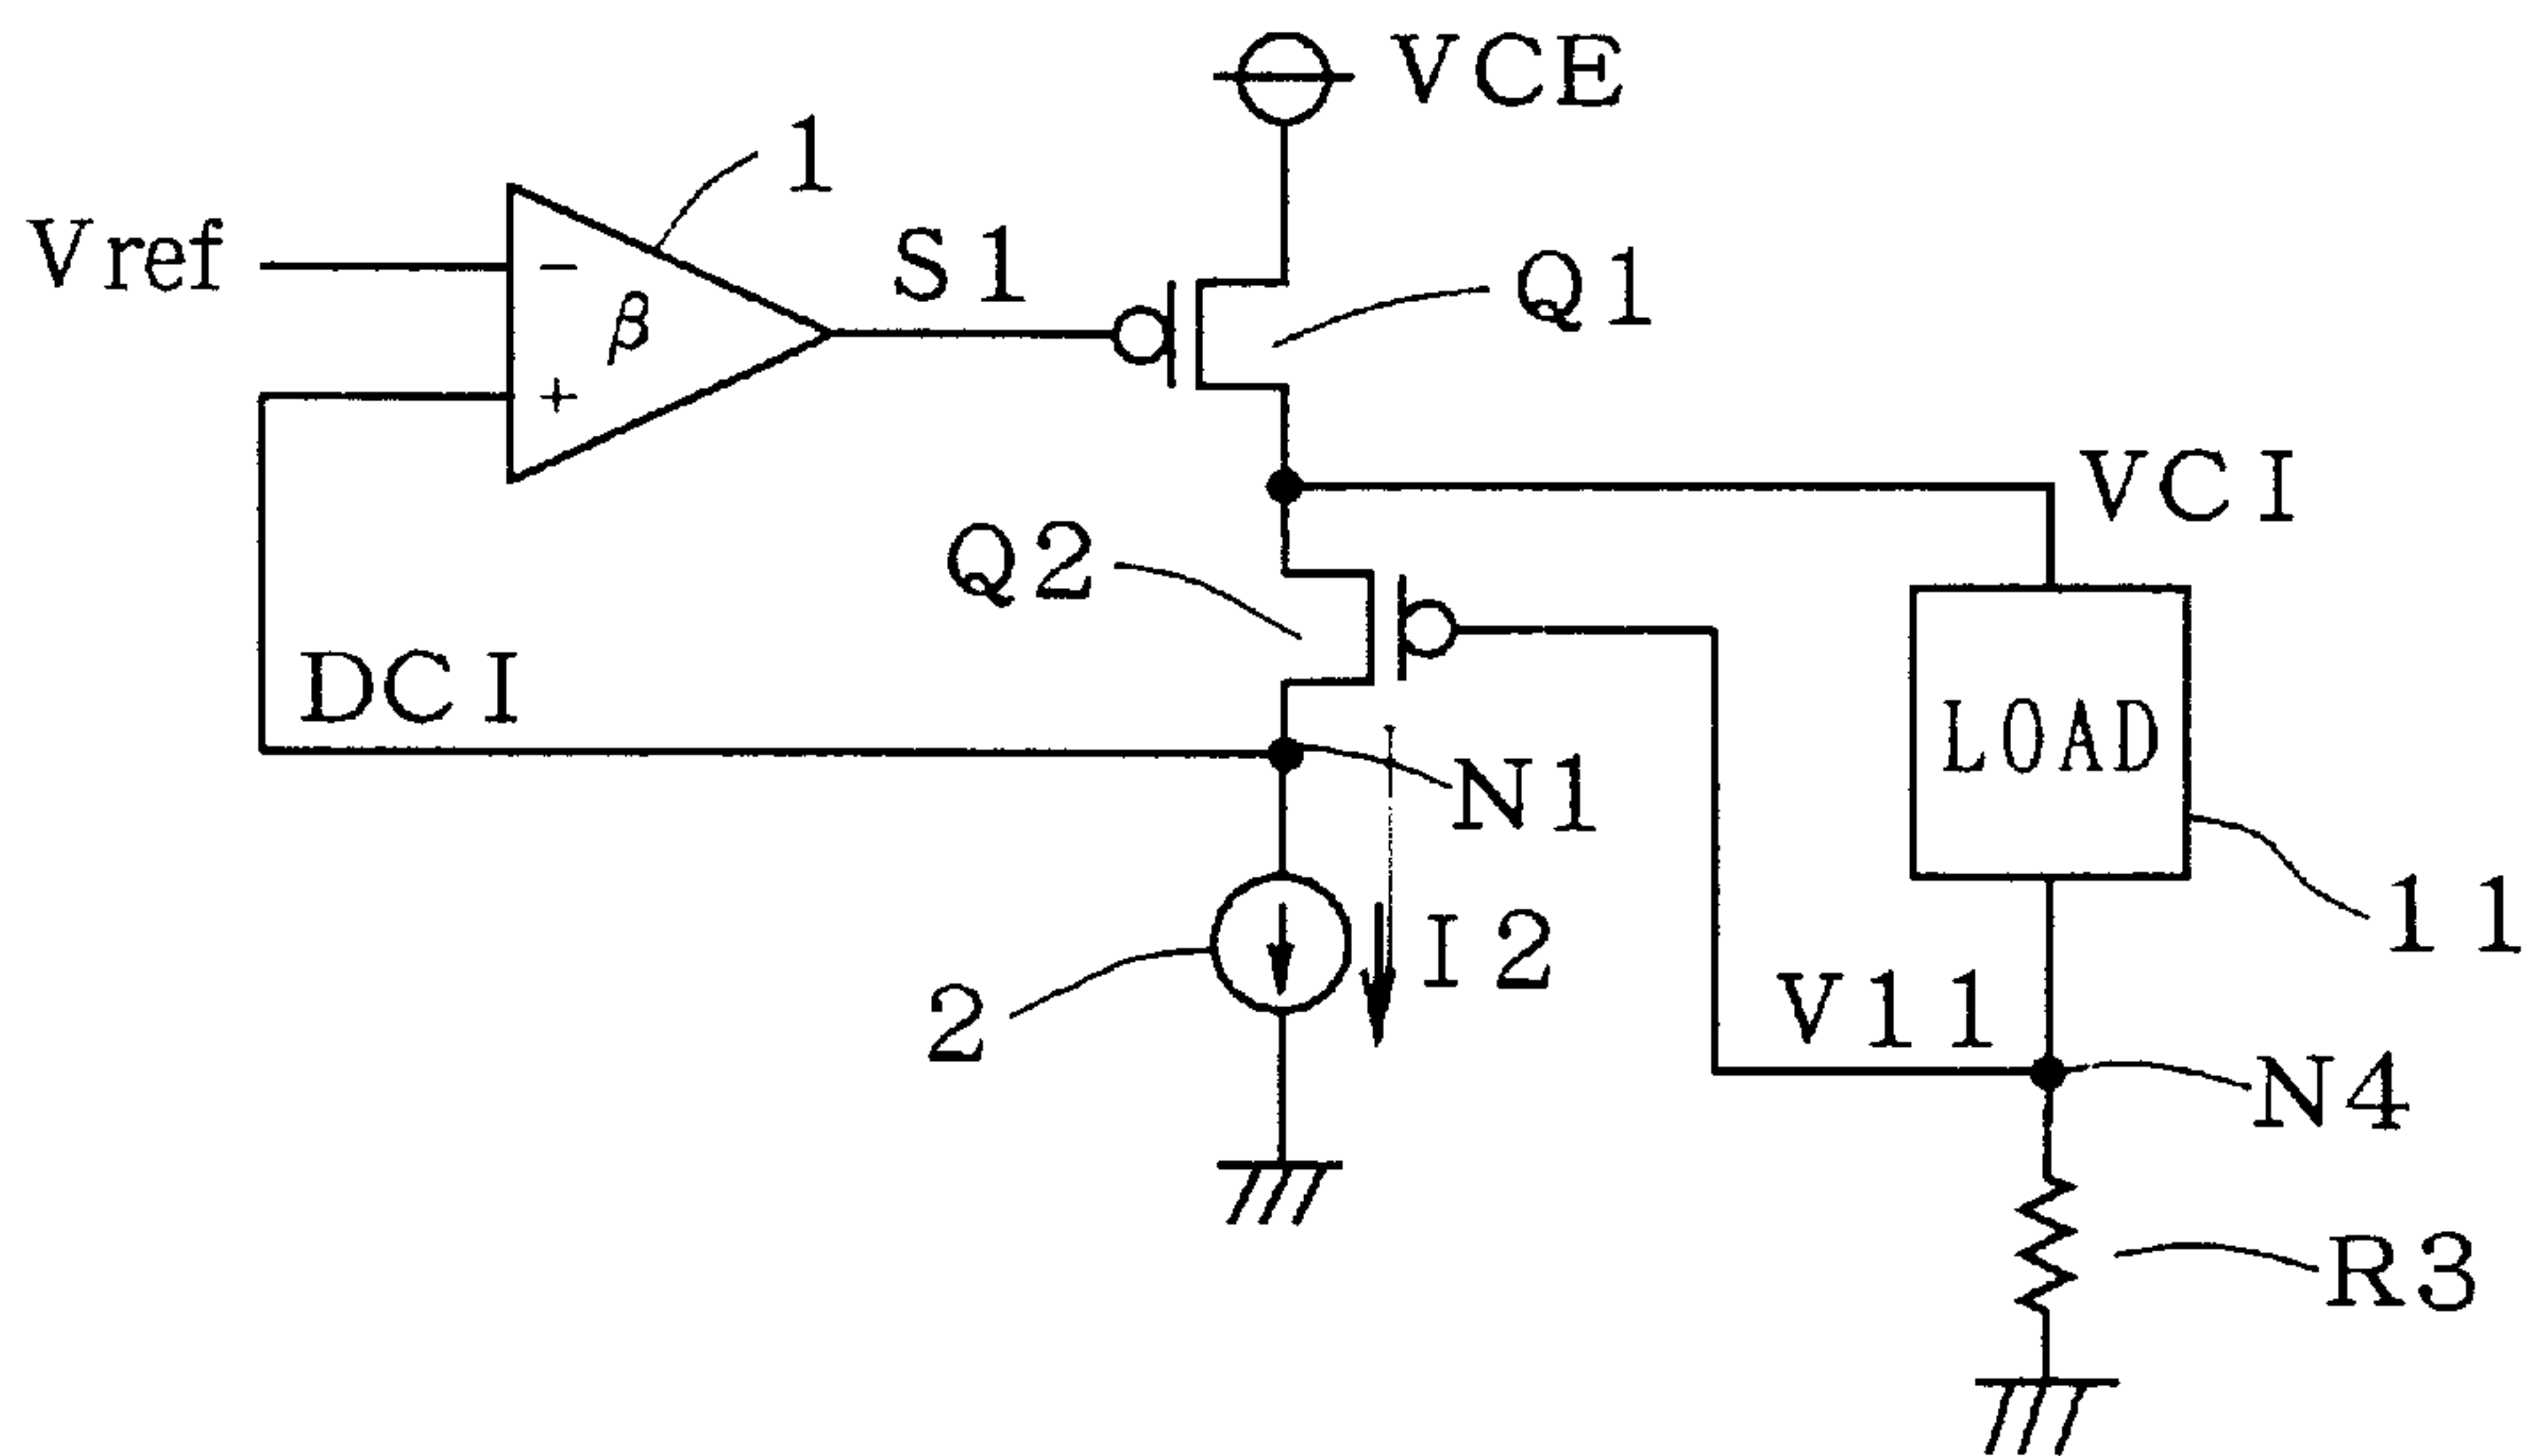 VCE
1
Vref
S1
Q1
−
β
+
VCI
Q2
DCI
LOAD
N1
11
I2
2
V11
N4
R3